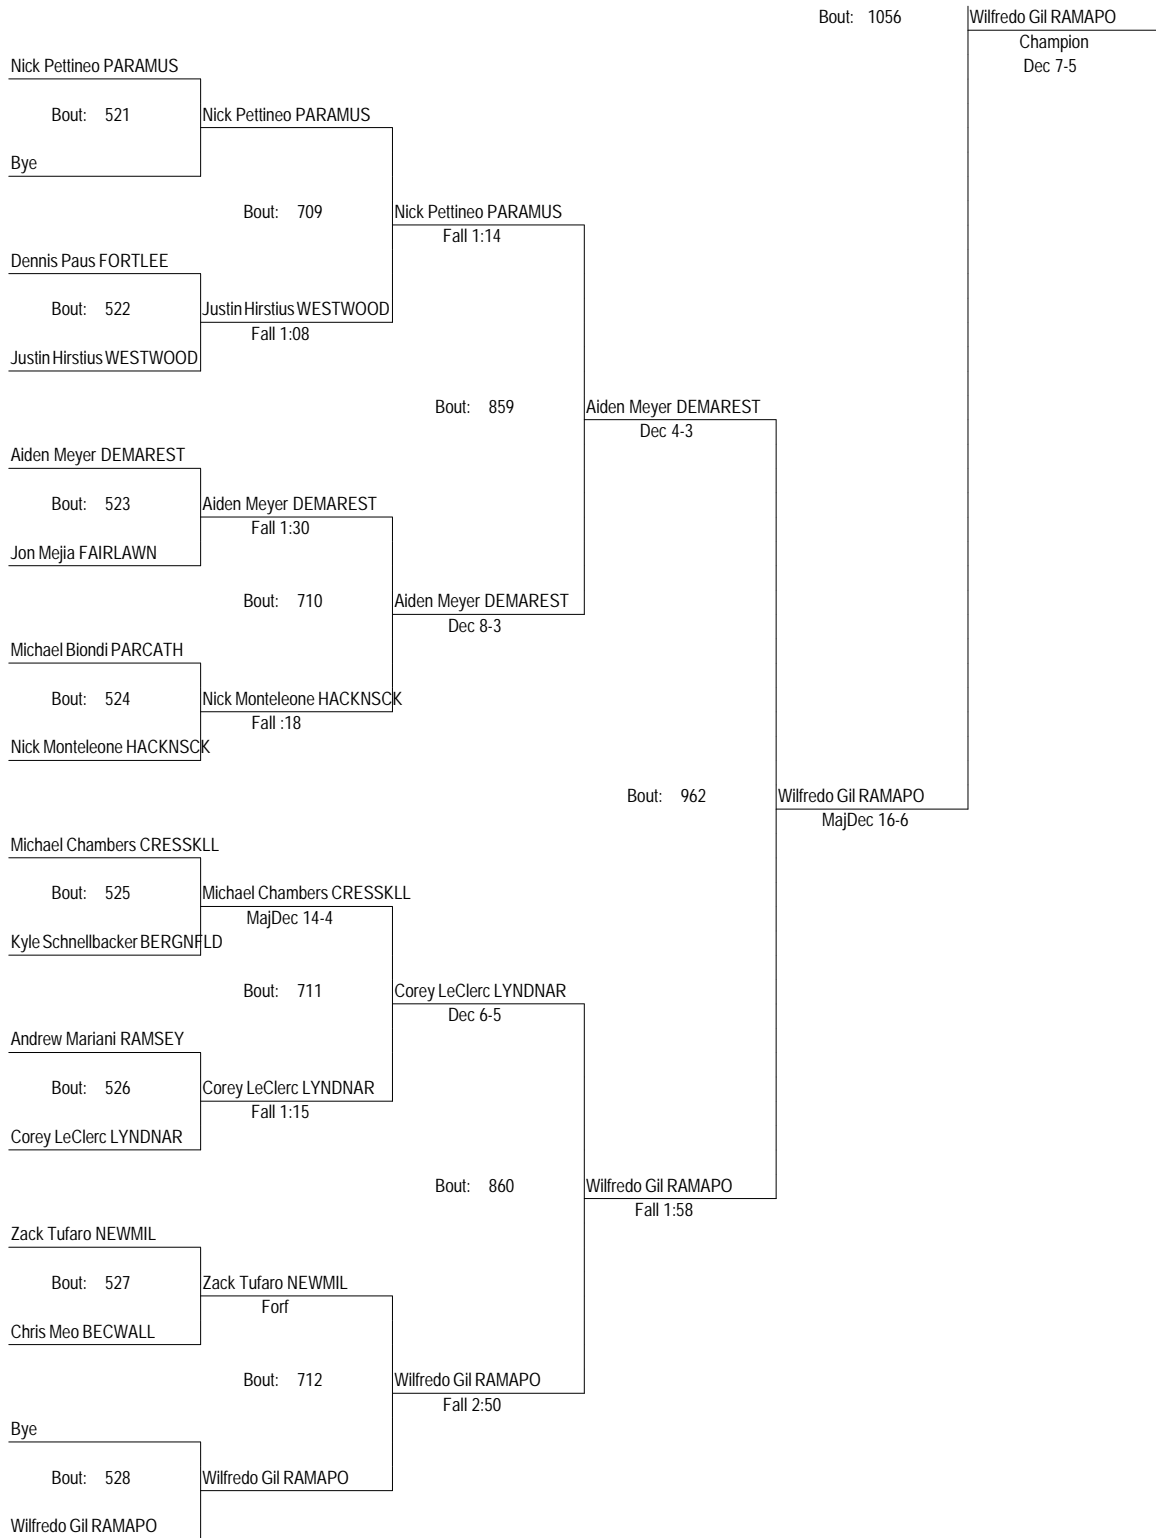 Bout: 1056 Wilfredo Gil RAMAPO
Champion
Nick Pettineo PARAMUS Dec 7-5
Bout: 521 Nick Pettineo PARAMUS
Bye
Bout: 709 Nick Pettineo PARAMUS
Fall 1:14
Dennis Paus FORTLEE
Bout: 522 Justin Hirstius WESTWOOD
Fall 1:08
Justin Hirstius WESTWOOD
Bout: 859 Aiden Meyer DEMAREST
Dec 4-3
Aiden Meyer DEMAREST
Bout: 523 Aiden Meyer DEMAREST
Fall 1:30
Jon Mejia FAIRLAWN
Bout: 710 Aiden Meyer DEMAREST
Dec 8-3
Michael Biondi PARCATH
Bout: 524 Nick Monteleone HACKNSCK
Fall :18
Nick Monteleone HACKNSCK
Bout: 962 Wilfredo Gil RAMAPO
MajDec 16-6
Michael Chambers CRESSKLL
Bout: 525 Michael Chambers CRESSKLL
MajDec 14-4
Kyle Schnellbacker BERGNFLD
Bout: 711 Corey LeClerc LYNDNAR
Dec 6-5
Andrew Mariani RAMSEY
Bout: 526 Corey LeClerc LYNDNAR
Fall 1:15
Corey LeClerc LYNDNAR
Bout: 860 Wilfredo Gil RAMAPO
Fall 1:58
Zack Tufaro NEWMIL
Bout: 527 Zack Tufaro NEWMIL
Forf
Chris Meo BECWALL
Bout: 712 Wilfredo Gil RAMAPO
Fall 2:50
Bye
Bout: 528 Wilfredo Gil RAMAPO
Wilfredo Gil RAMAPO